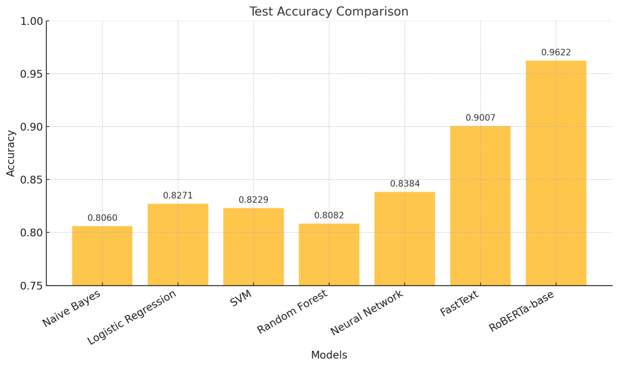 Test Accuracy Comparison
1.00
0.95
0.90
0.85
0.80
0.75
Accuracy
0.8060
0.8271
0.8229
0.8082
0.8384
0.9007
0.9622
Naive Bayes
Logistic Regression
SVM
Random Forest
Neural Network
FastText
RoBERTa-base
Models